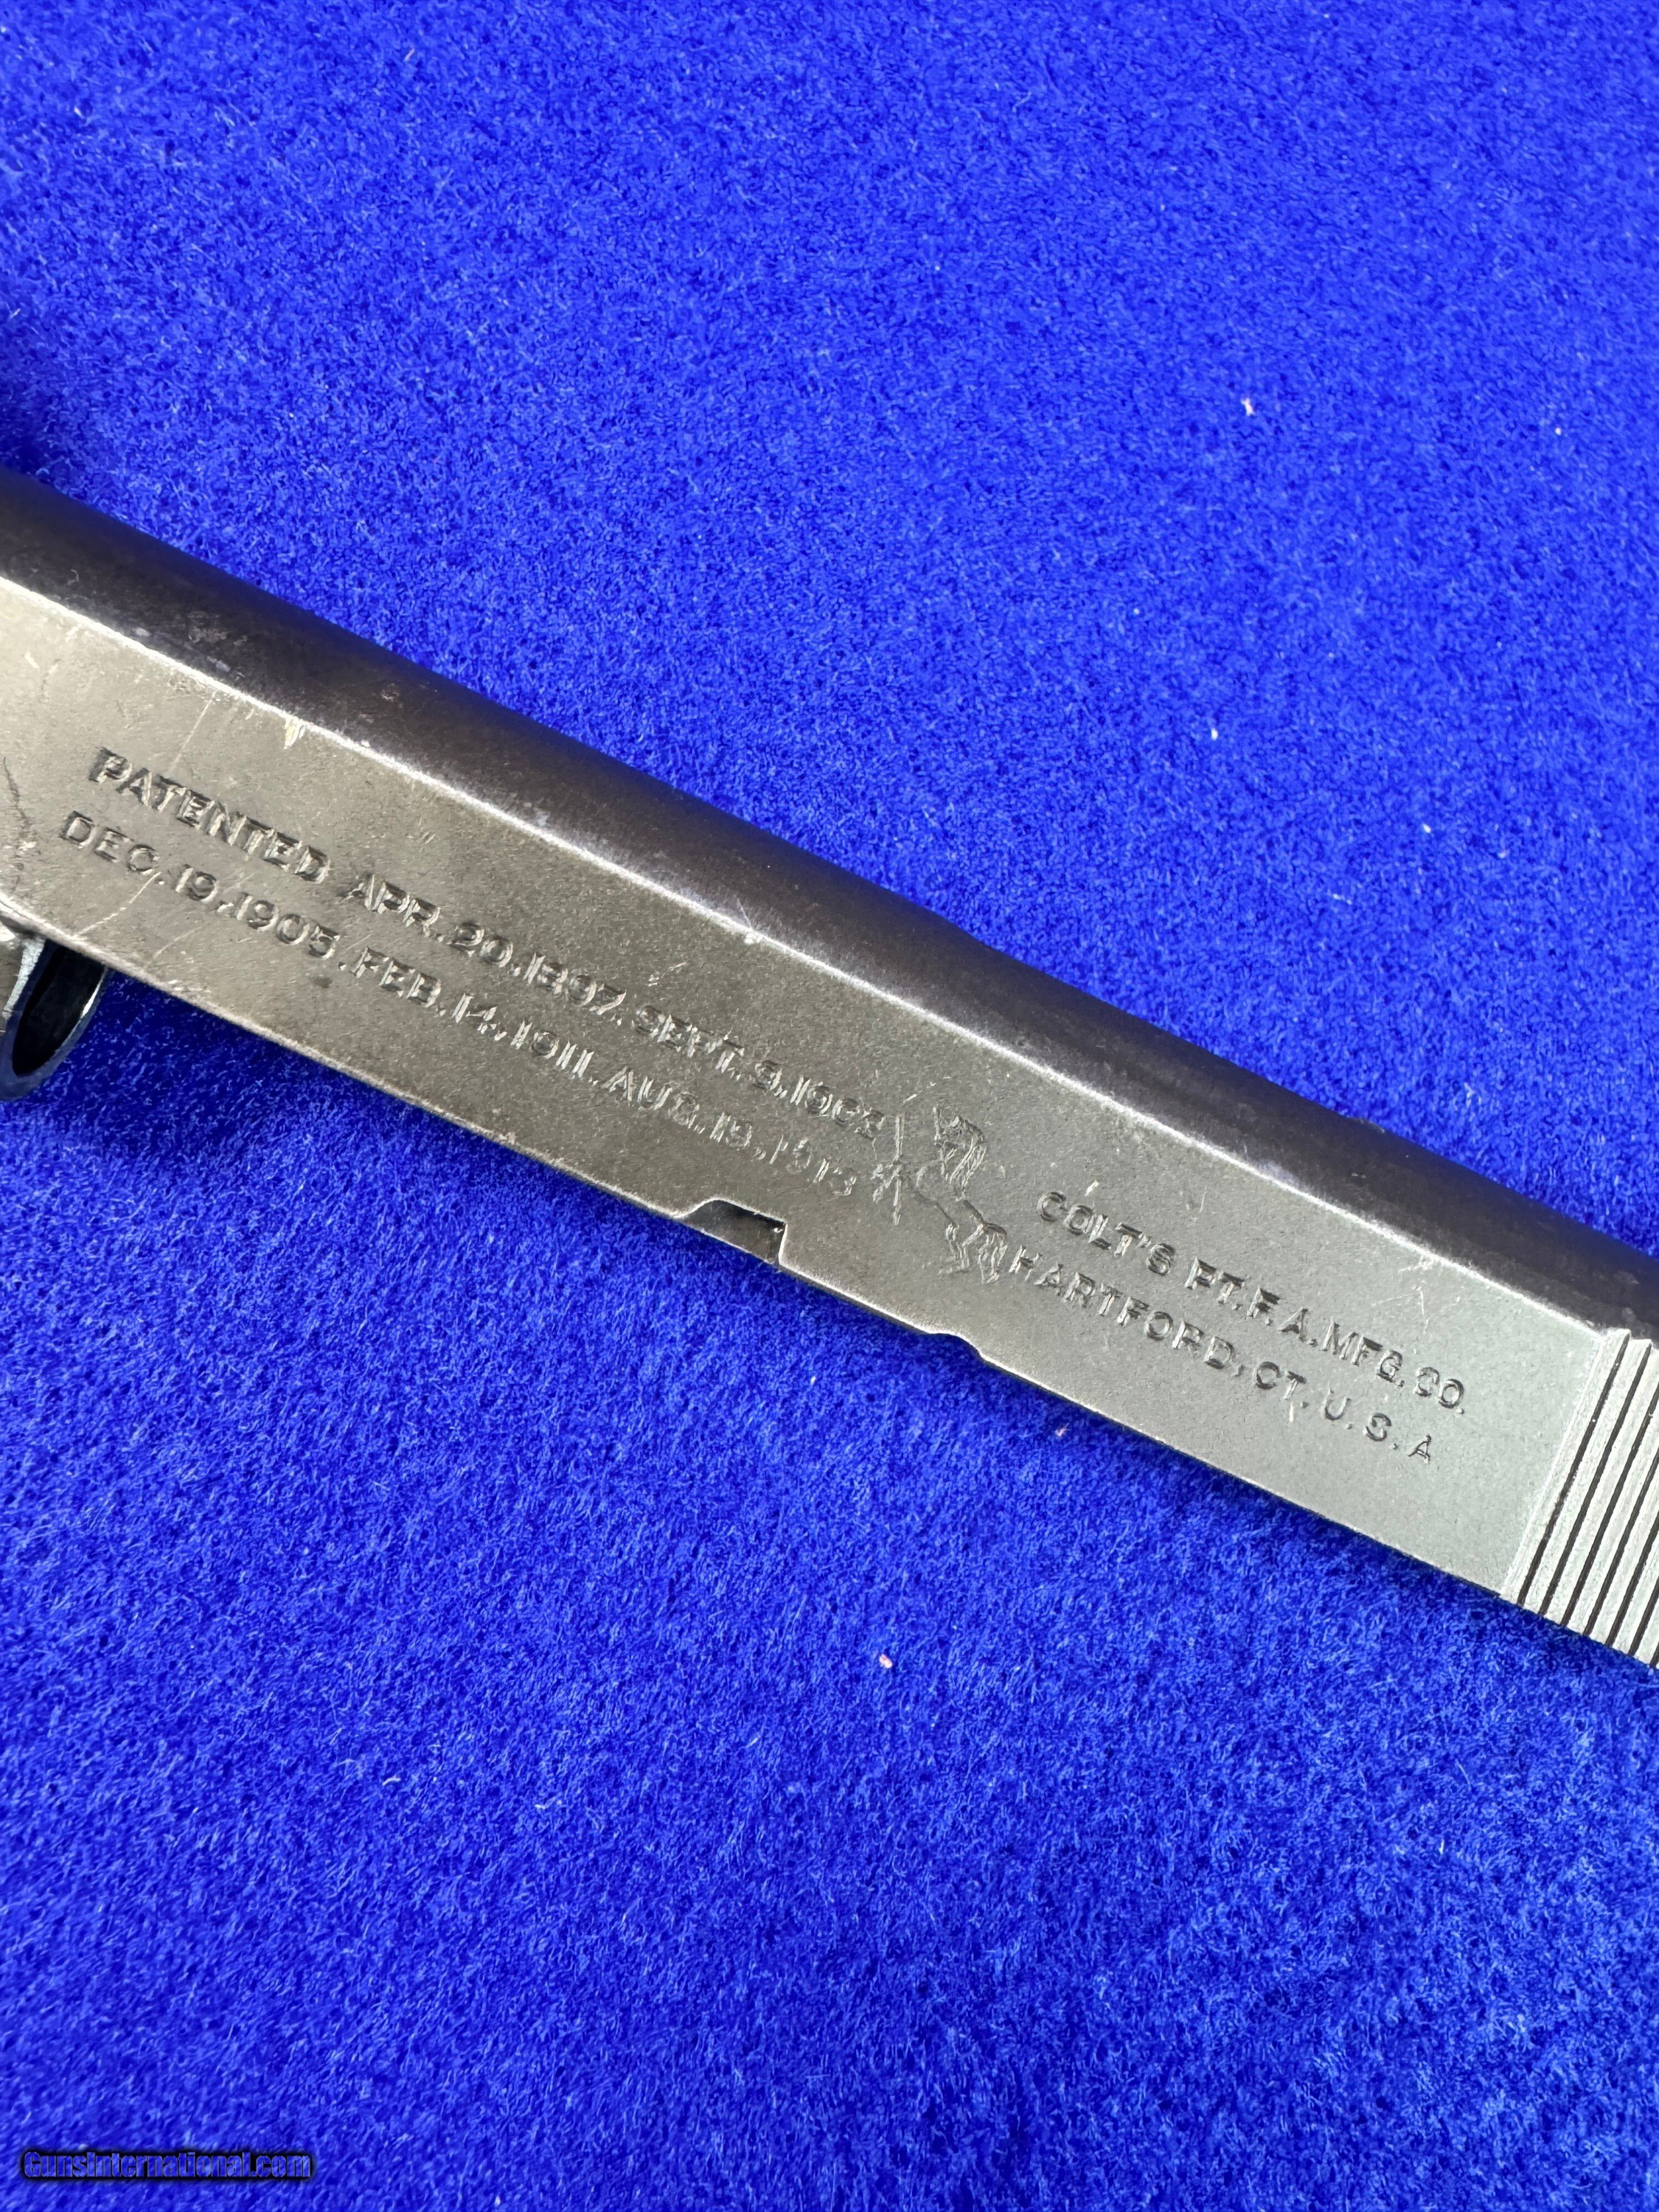 PATENTED APR.20,1897. SEPT.9,1902
DEC.19,1905.FEB.14,1911.AUG.19,1913
COLT'S PT.F.A.MFG.CO.
HARTFORD,CT.U.S.A
GunsInternational.com